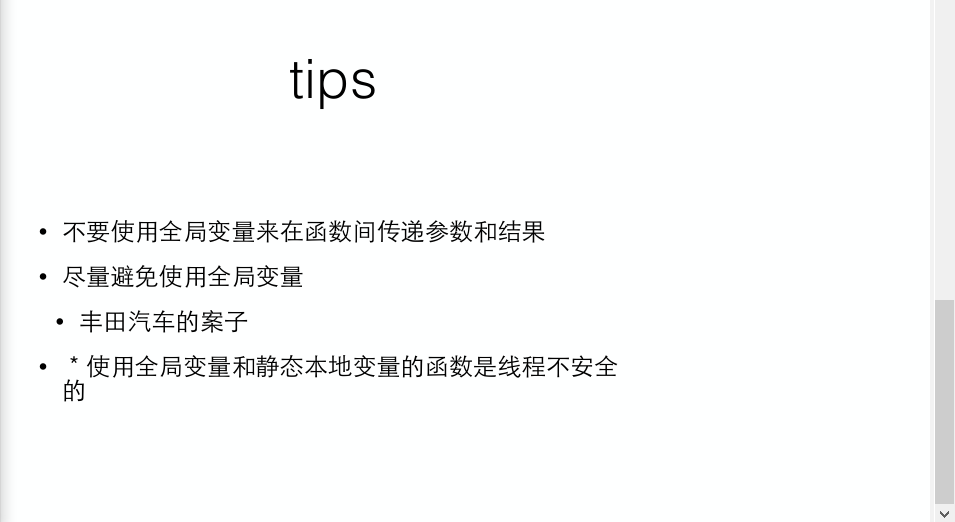 tips
• 不要使用全局变量来在函数间传递参数和结果
• 尽量避免使用全局变量
• 丰田汽车的案子
• * 使用全局变量和静态本地变量的函数是线程不安全
的